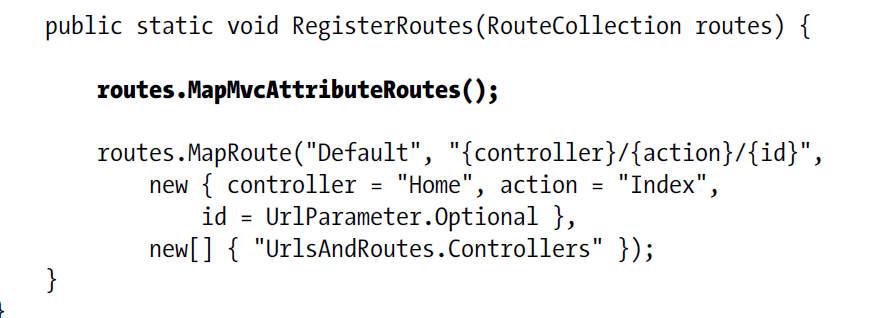 public static void RegisterRoutes(RouteCollection routes) {
routes.MapMvcAttributeRoutes();
routes.MapRoute("Default", "{controller}/{action}/{id}",
new { controller = "Home", action = "Index",
id = UrlParameter.Optional },
new[] { "UrlsAndRoutes.Controllers" });
}
}